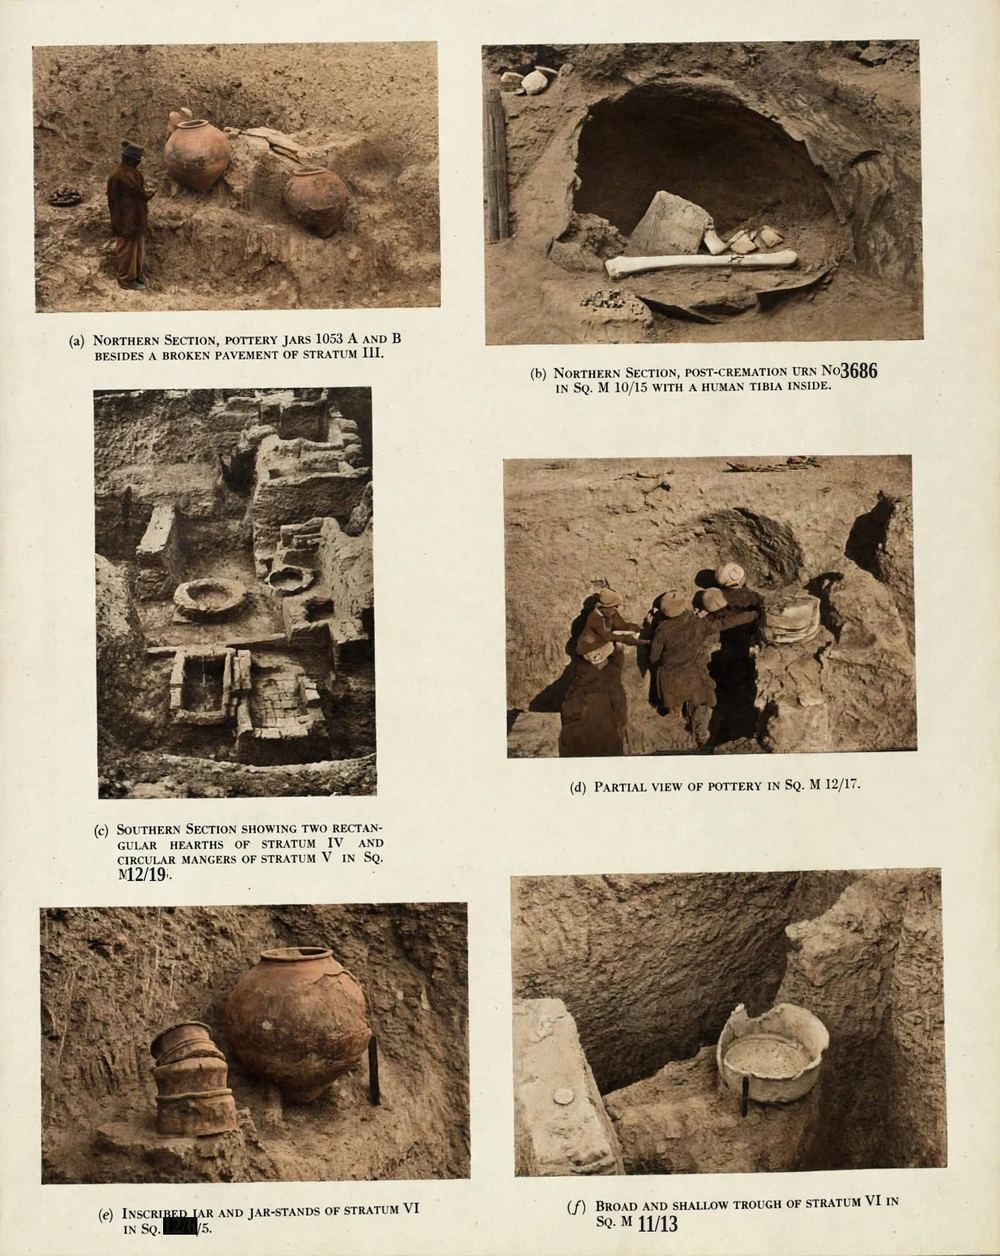 (a) Northern Section, pottery jars 1053 A and B
besides a broken pavement of stratum III.
(b) Northern Section, post-cremation urn No3686
in Sq. M 10/15 with a human tibia inside.
(c) Southern Section showing two rectan-
gular hearths of stratum IV and
circular mangers of stratum V in Sq.
M12/19.
(d) Partial view of pottery in Sq. M 12/17.
(e) Inscribed jar and jar-stands of stratum VI
in Sq. /5.
(f) Broad and shallow trough of stratum VI in
Sq. M 11/13